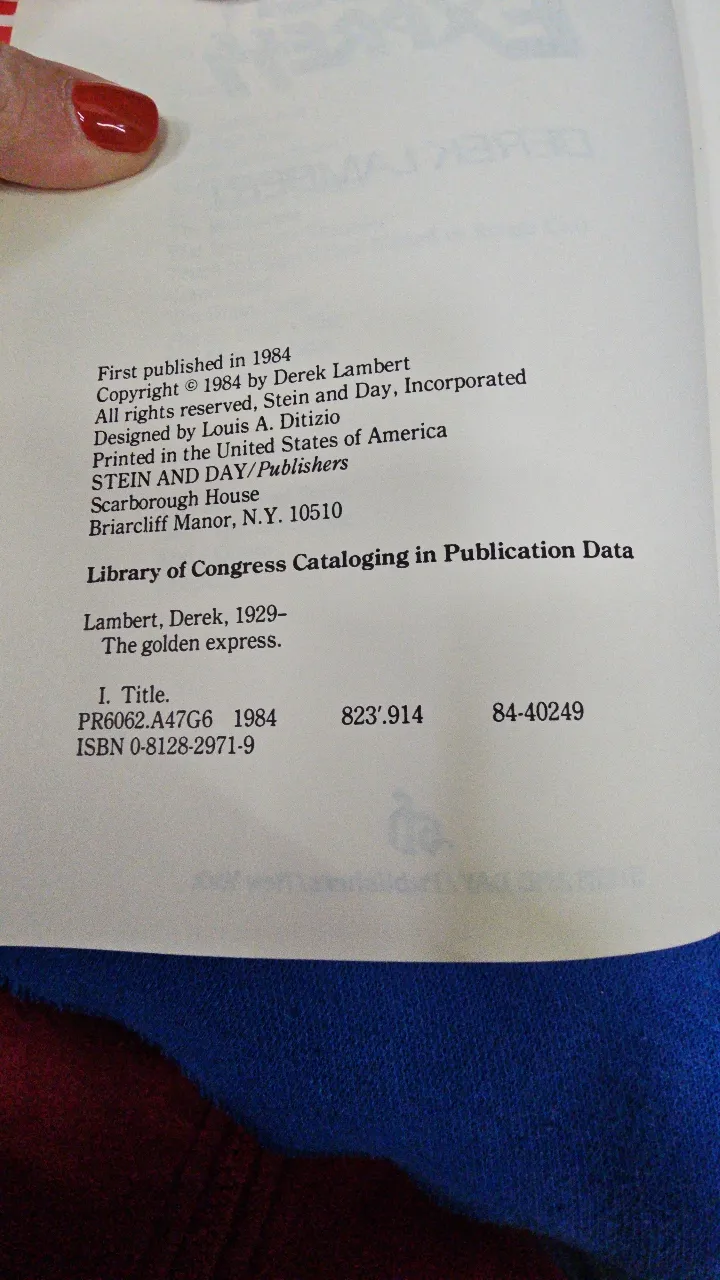 First published in 1984
Copyright © 1984 by Derek Lambert
All rights reserved, Stein and Day, Incorporated
Designed by Louis A. Ditizio
Printed in the United States of America
STEIN AND DAY/Publishers
Scarborough House
Briarcliff Manor, N.Y. 10510
Library of Congress Cataloging in Publication Data
Lambert, Derek, 1929–
The golden express.
I. Title.
PR6062.A47G6 1984 823′.914 84-40249
ISBN 0-8128-2971-9